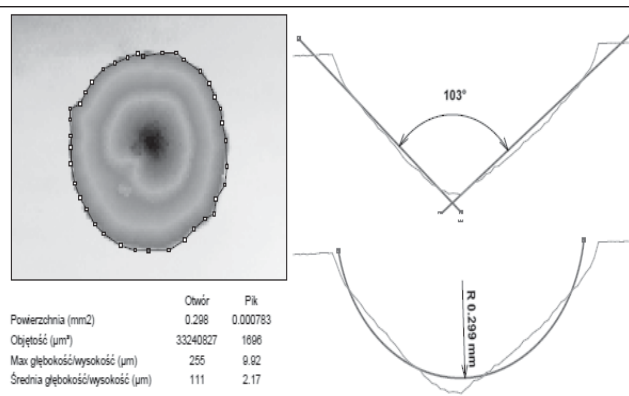 Otwór Pik
Powierzchnia (mm2) 0.298 0.000783
Objętość (µm³) 33240827 1696
Max głębokość/wysokość (µm) 255 9.92
Średnia głębokość/wysokość (µm) 111 2.17
103°
R 0.299 mm